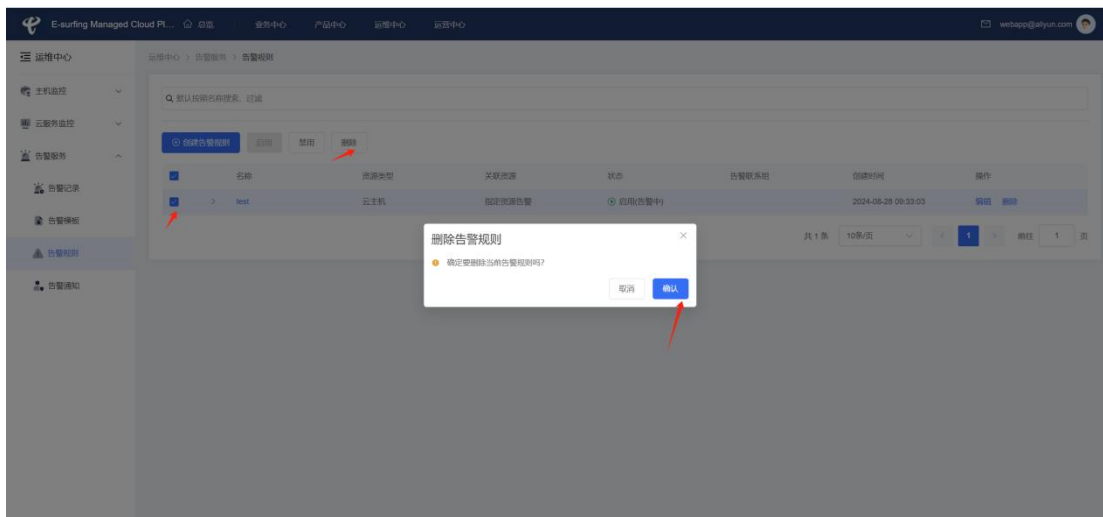 E-surfing Managed Cloud Pl... 总览 业务中心 产品中心 运维中心 运营中心 webapp@aliyun.com
运维中心
运维中心 > 告警服务 > 告警规则
主机监控
默认按照名称搜索、过滤
云服务监控
创建告警规则 启用 禁用 删除
告警服务
名称 资源类型 关联资源 状态 告警联系组 创建时间 操作
告警记录
test 云主机 指定资源告警 启用(告警中) 2024-08-28 09:33:03 编辑 删除
告警模板
共 1 条 10条/页 1 前往 1 页
告警规则
告警通知
删除告警规则
确定要删除当前告警规则吗?
取消 确认